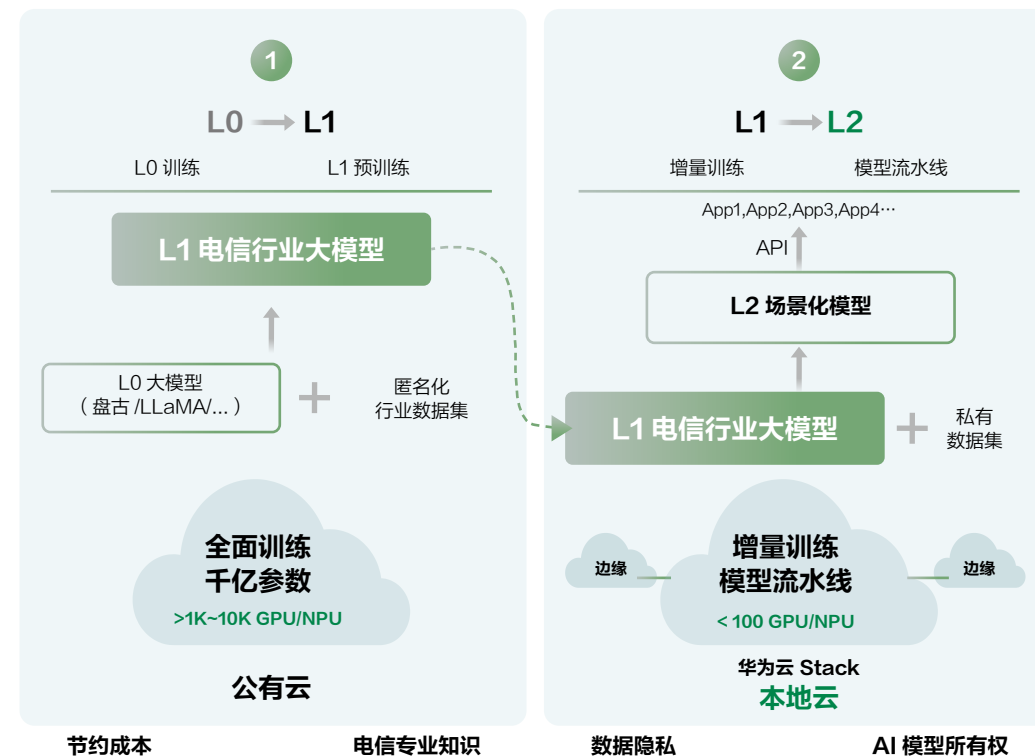 1
L0 → L1
L0 训练 L1 预训练
L1 电信行业大模型
L0 大模型
（ 盘古 /LLaMA/... ）
+
匿名化
行业数据集
全面训练
千亿参数
>1K~10K GPU/NPU
公有云
2
L1 → L2
增量训练 模型流水线
App1,App2,App3,App4…
API
L2 场景化模型
L1 电信行业大模型
+
私有
数据集
边缘
增量训练
模型流水线
< 100 GPU/NPU
边缘
华为云 Stack
本地云
节约成本 电信专业知识 数据隐私 AI 模型所有权